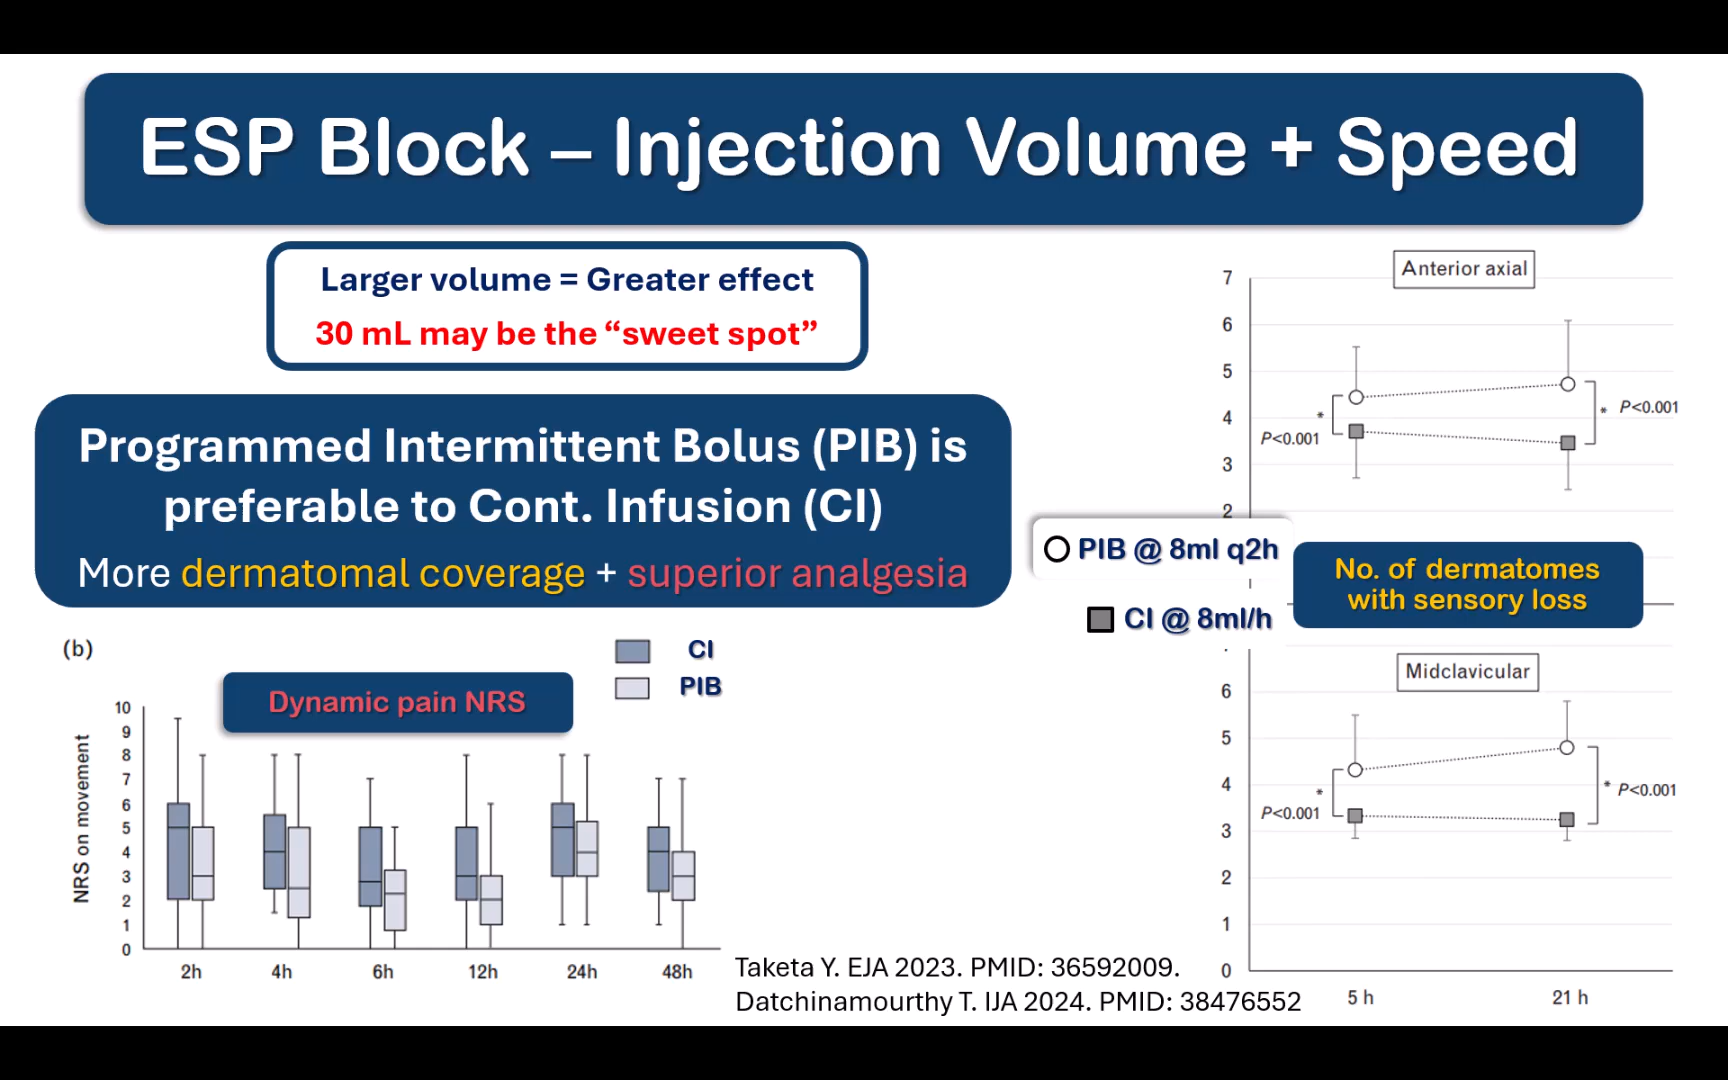 ESP Block – Injection Volume + Speed
Larger volume = Greater effect
30 mL may be the “sweet spot”
Programmed Intermittent Bolus (PIB) is
preferable to Cont. Infusion (CI)
More dermatomal coverage + superior analgesia
(b)
CI
PIB
Dynamic pain NRS
NRS on movement
10
9
8
7
6
5
4
3
2
1
0
2h
4h
6h
12h
24h
48h
Anterior axial
7
6
5
4
3
2
* P<0.001
* P<0.001
PIB @ 8ml q2h
CI @ 8ml/h
No. of dermatomes
with sensory loss
Midclavicular
6
5
4
3
2
1
0
* P<0.001
* P<0.001
5 h
21 h
Taketa Y. EJA 2023. PMID: 36592009.
Datchinamourthy T. IJA 2024. PMID: 38476552